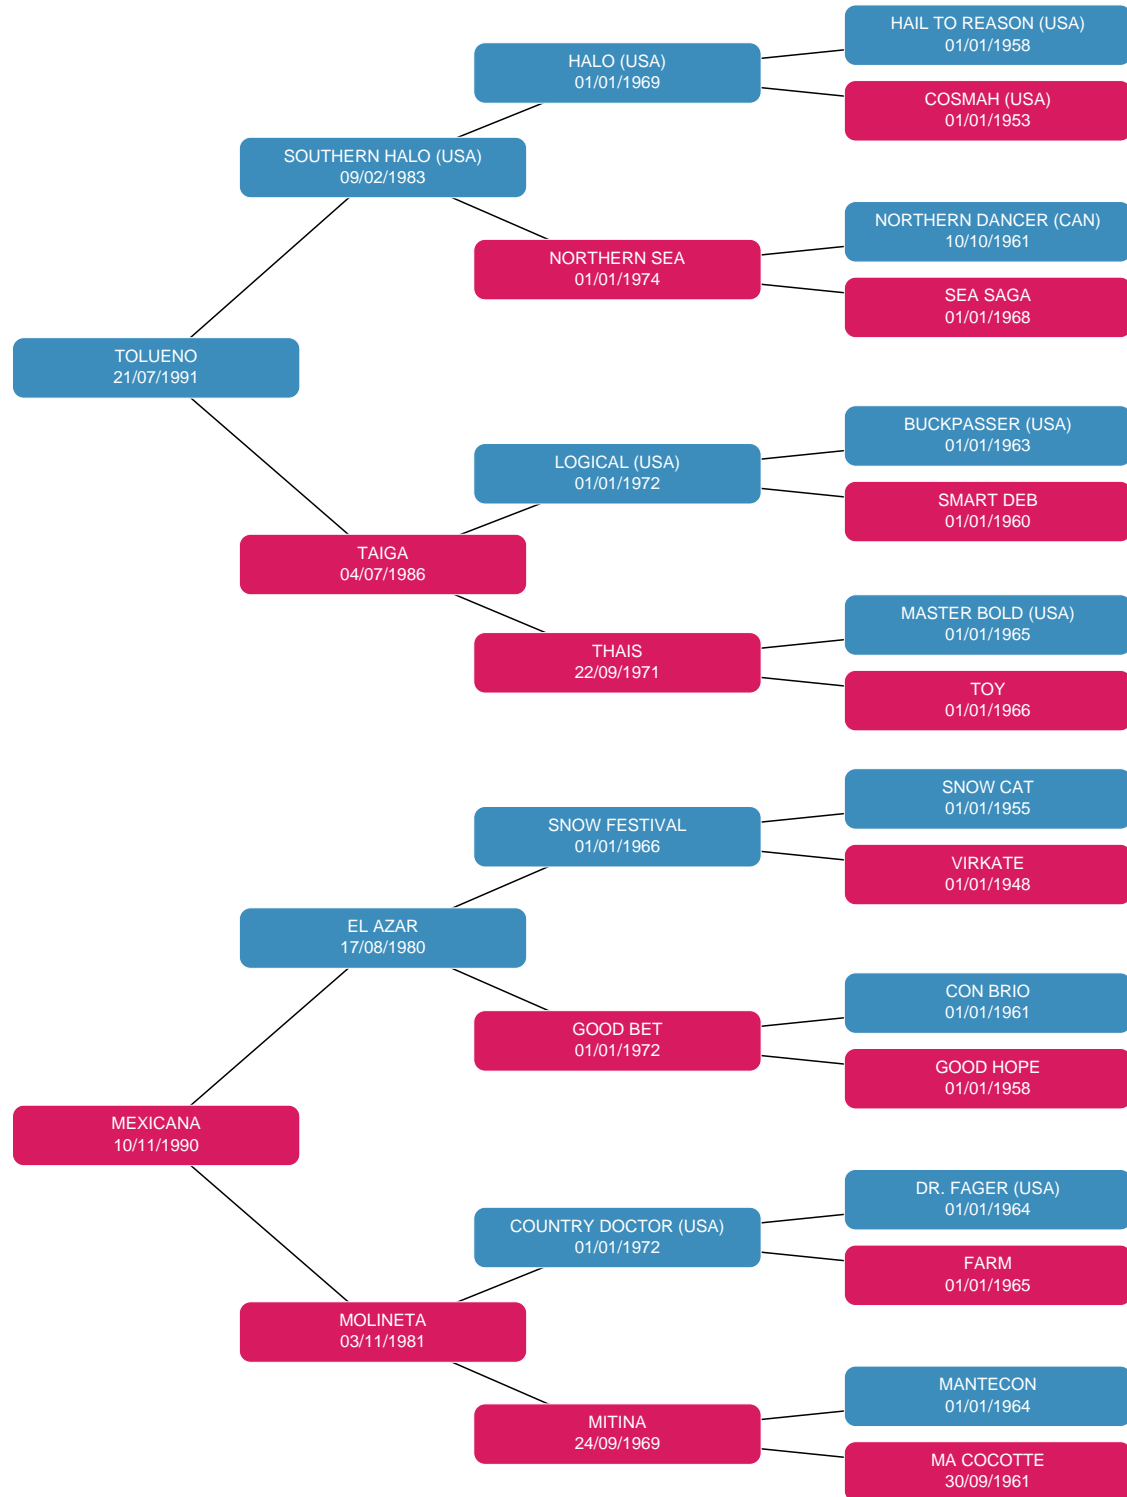 HAIL TO REASON (USA)
01/01/1958
HALO (USA)
01/01/1969
COSMAH (USA)
01/01/1953
SOUTHERN HALO (USA)
09/02/1983
NORTHERN DANCER (CAN)
10/10/1961
NORTHERN SEA
01/01/1974
SEA SAGA
01/01/1968
TOLUENO
21/07/1991
BUCKPASSER (USA)
01/01/1963
LOGICAL (USA)
01/01/1972
SMART DEB
01/01/1960
TAIGA
04/07/1986
MASTER BOLD (USA)
01/01/1965
THAIS
22/09/1971
TOY
01/01/1966
SNOW CAT
01/01/1955
SNOW FESTIVAL
01/01/1966
VIRKATE
01/01/1948
EL AZAR
17/08/1980
CON BRIO
01/01/1961
GOOD BET
01/01/1972
GOOD HOPE
01/01/1958
MEXICANA
10/11/1990
DR. FAGER (USA)
01/01/1964
COUNTRY DOCTOR (USA)
01/01/1972
FARM
01/01/1965
MOLINETA
03/11/1981
MANTECON
01/01/1964
MITINA
24/09/1969
MA COCOTTE
30/09/1961